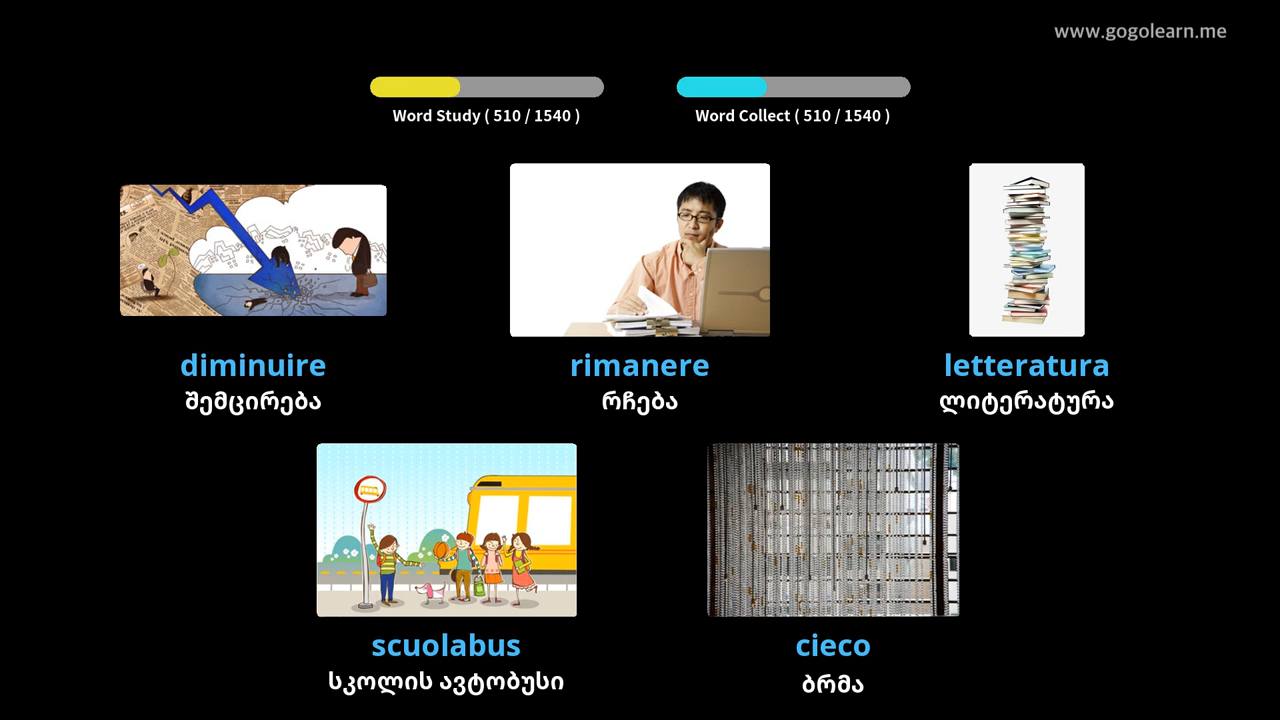 www.gogolearn.me
Word Study ( 510 / 1540 )
Word Collect ( 510 / 1540 )
diminuire
შემცირება
rimanere
რჩება
letteratura
ლიტერატურა
scuolabus
სკოლის ავტობუსი
cieco
ბრმა